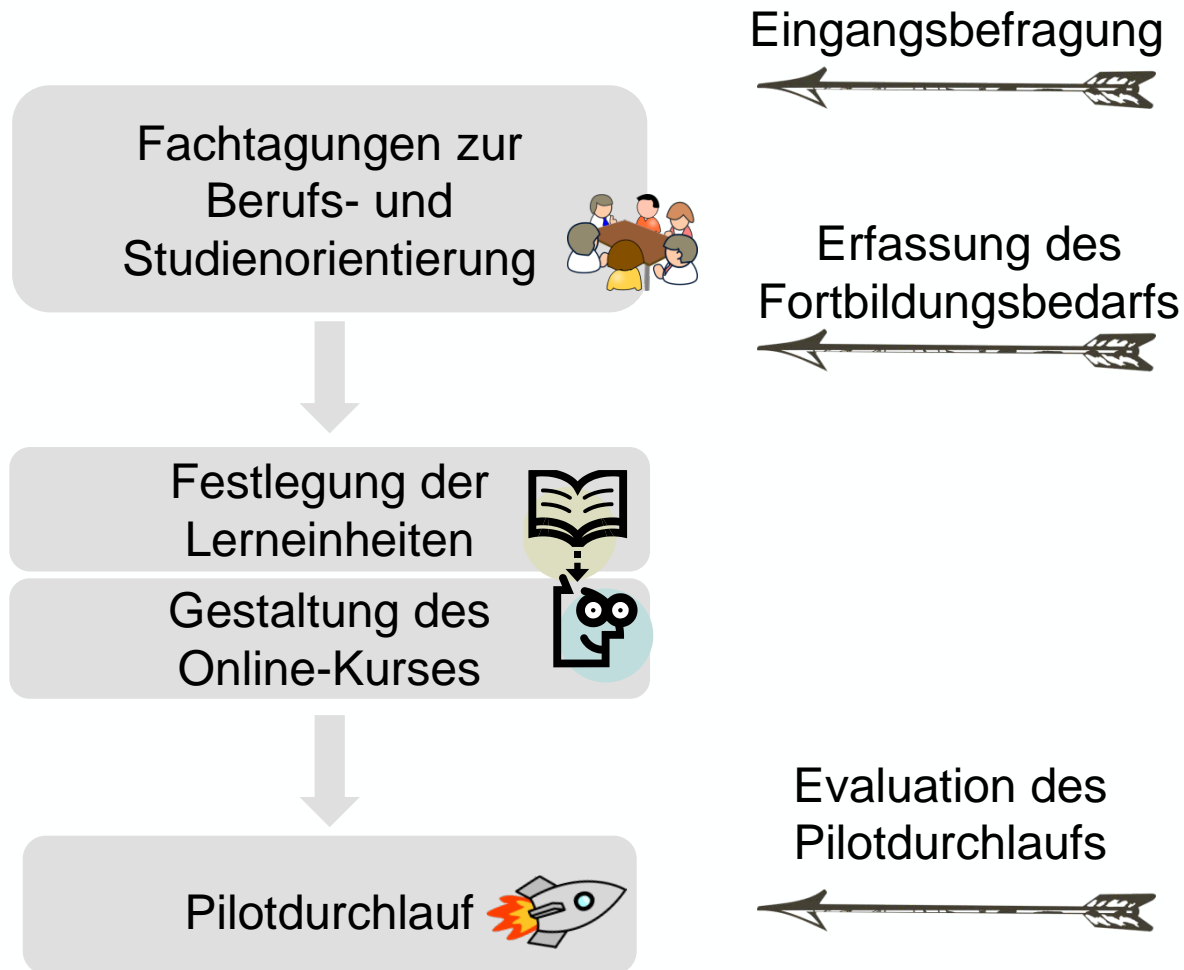 Eingangsbefragung
Fachtagungen zur
Berufs- und
Studienorientierung
Erfassung des
Fortbildungsbedarfs
Festlegung der
Lerneinheiten
Gestaltung des
Online-Kurses
Evaluation des
Pilotdurchlaufs
Pilotdurchlauf